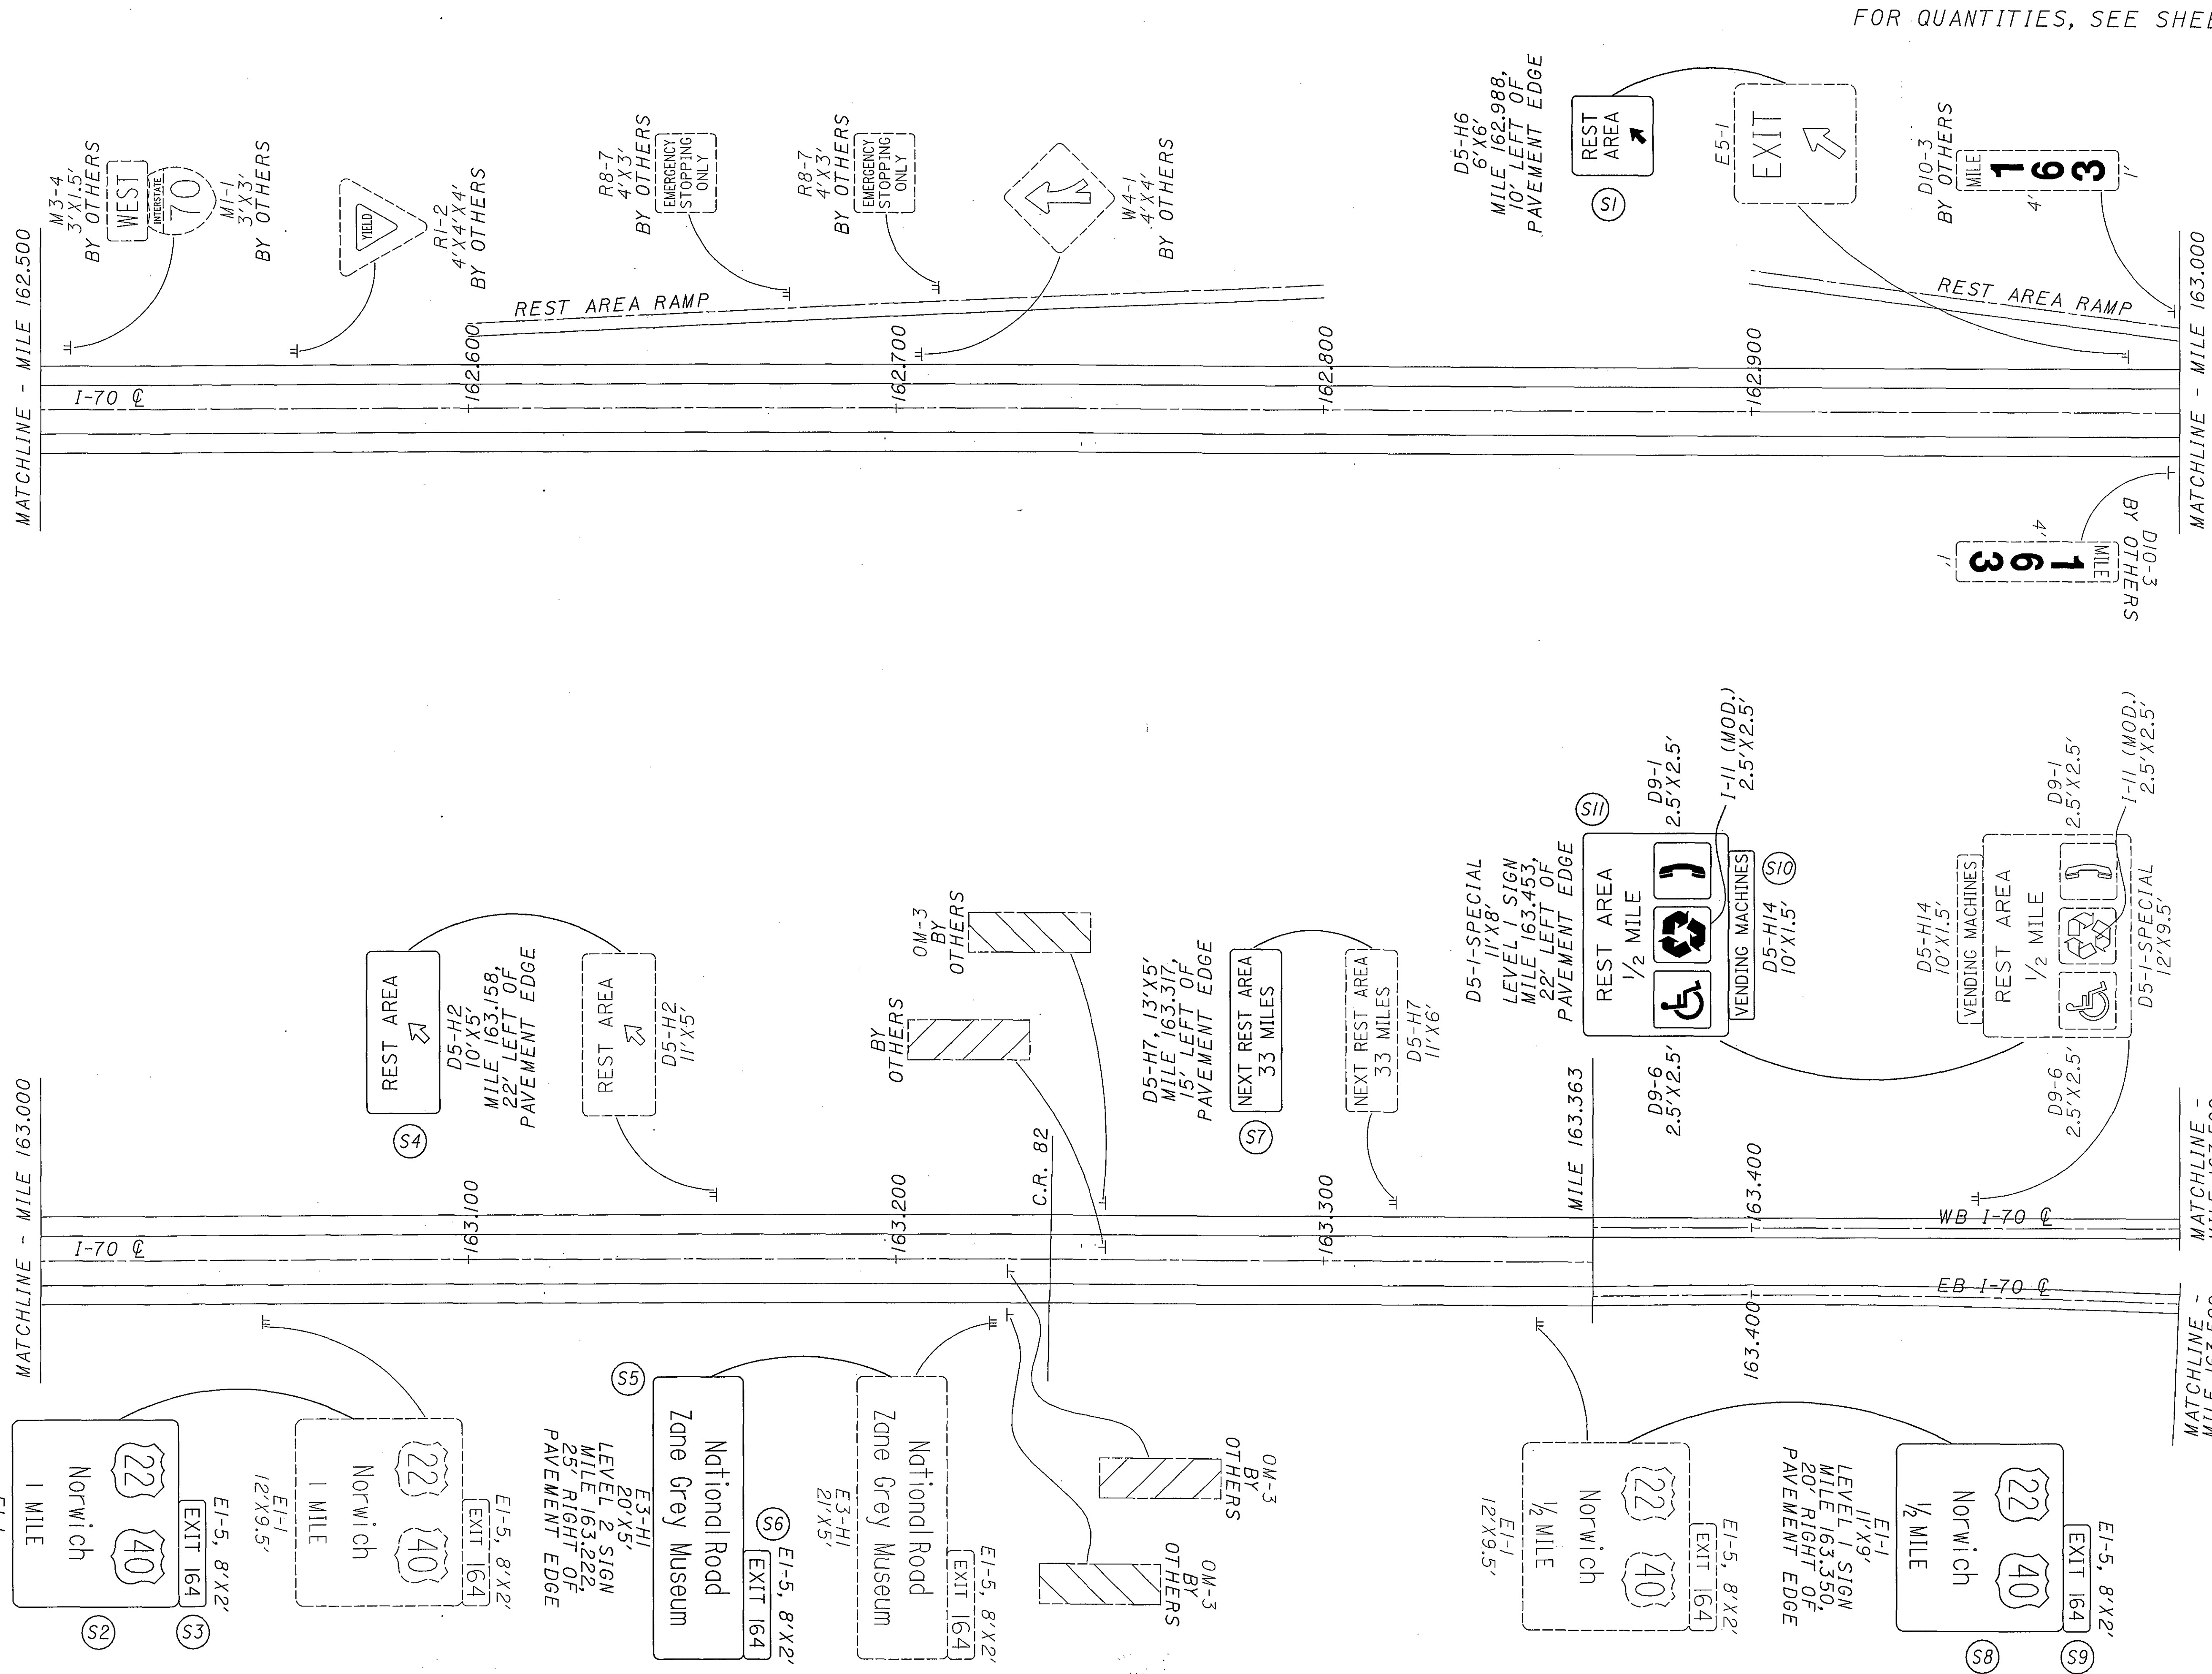 FOR QUANTITIES, SEE SHEE
MATCHLINE - MILE 162.500
M3-4
3'X1.5'
BY OTHERS
WEST
INTERSTATE
70
M1-1
3'X3'
BY OTHERS
YIELD
R1-2
4'X4'X4'
BY OTHERS
R8-7
4'X3'
BY OTHERS
EMERGENCY
STOPPING
ONLY
R8-7
4'X3'
BY OTHERS
EMERGENCY
STOPPING
ONLY
W4-1
4'X4'
BY OTHERS
D5-H6
6'X6'
MILE 162.988,
10' LEFT OF
PAVEMENT EDGE
REST
AREA
S1
E5-1
EXIT
D10-3
BY OTHERS
MILE
163
4'
1'
REST AREA RAMP
REST AREA RAMP
I-70 ℄
162.600
162.700
162.800
162.900
MATCHLINE - MILE 163.000
D10-3
BY OTHERS
MILE
163
4'
1'
MATCHLINE - MILE 163.000
REST AREA
S4
D5-H2
10'X5'
MILE 163.158,
22' LEFT OF
PAVEMENT EDGE
REST AREA
D5-H2
11'X5'
BY
OTHERS
OM-3
BY
OTHERS
C.R. 82
D5-H7, 13'X5'
MILE 163.317,
15' LEFT OF
PAVEMENT EDGE
NEXT REST AREA
33 MILES
S7
NEXT REST AREA
33 MILES
D5-H7
11'X6'
D5-1-SPECIAL
11'X8'
LEVEL 1 SIGN
MILE 163.453,
22' LEFT OF
PAVEMENT EDGE
S11
REST AREA
1/2 MILE
D9-1
2.5'X2.5'
I-11 (MOD.)
2.5'X2.5'
D9-6
2.5'X2.5'
VENDING MACHINES
S10
D5-H14
10'X1.5'
D5-H14
10'X1.5'
VENDING MACHINES
REST AREA
1/2 MILE
D9-1
2.5'X2.5'
I-11 (MOD.)
2.5'X2.5'
D9-6
2.5'X2.5'
D5-1-SPECIAL
12'X9.5'
MILE 163.363
I-70 ℄
163.100
163.200
163.300
163.400
WB I-70 ℄
EB I-70 ℄
163.400
MATCHLINE -
MATCHLINE -
MILE 163.500
22
40
Norwich
1 MILE
EXIT 164
E1-5, 8'X2'
S2
S3
22
40
Norwich
1 MILE
EXIT 164
E1-5, 8'X2'
E1-1
12'X9.5'
S5
National Road
Zane Grey Museum
EXIT 164
S6
E1-5, 8'X2'
E3-H1
20'X5'
LEVEL 2 SIGN
MILE 163.222,
25' RIGHT OF
PAVEMENT EDGE
National Road
Zane Grey Museum
EXIT 164
E1-5, 8'X2'
E3-H1
21'X5'
OM-3
BY
OTHERS
OM-3
BY
OTHERS
22
40
Norwich
1/2 MILE
EXIT 164
E1-5, 8'X2'
E1-1
12'X9.5'
E1-1
11'X9'
LEVEL 1 SIGN
MILE 163.350,
20' RIGHT OF
PAVEMENT EDGE
22
40
Norwich
1/2 MILE
EXIT 164
E1-5, 8'X2'
S8
S9